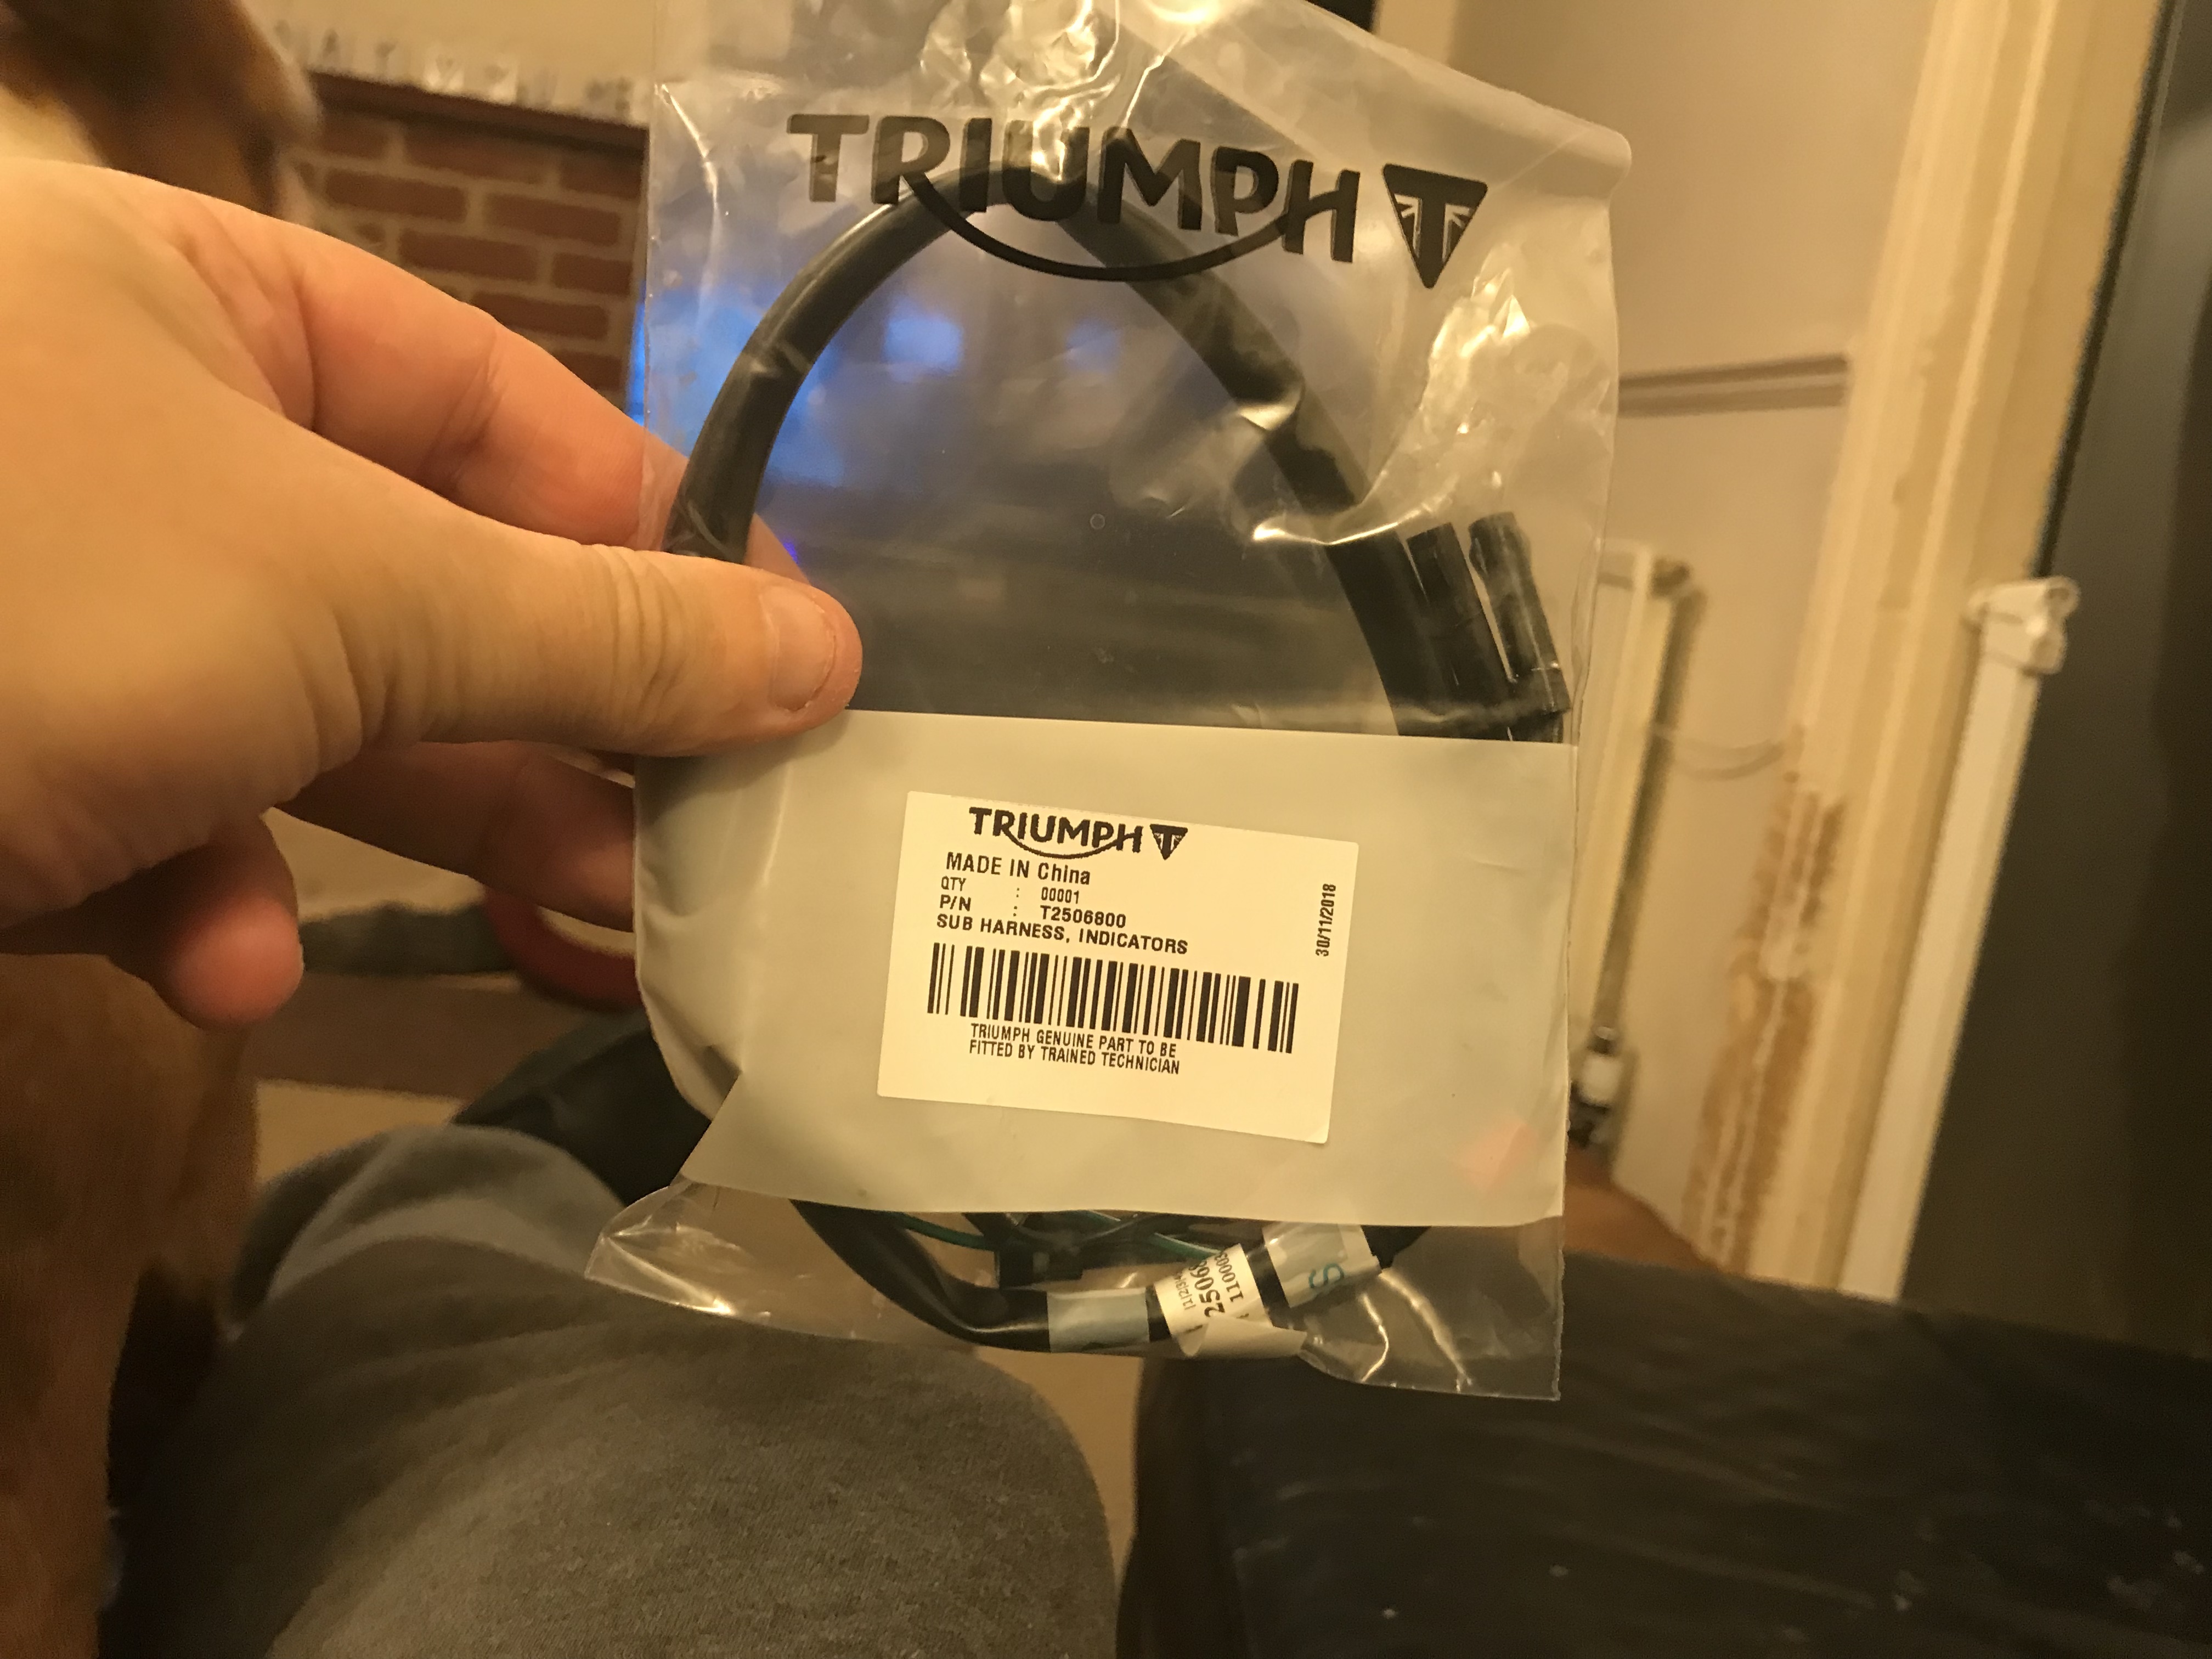 TRIUMPH
TRIUMPH
MADE IN China
QTY : 00001
P/N : T2506800
SUB HARNESS, INDICATORS
30/11/2018
TRIUMPH GENUINE PART TO BE
FITTED BY TRAINED TECHNICIAN